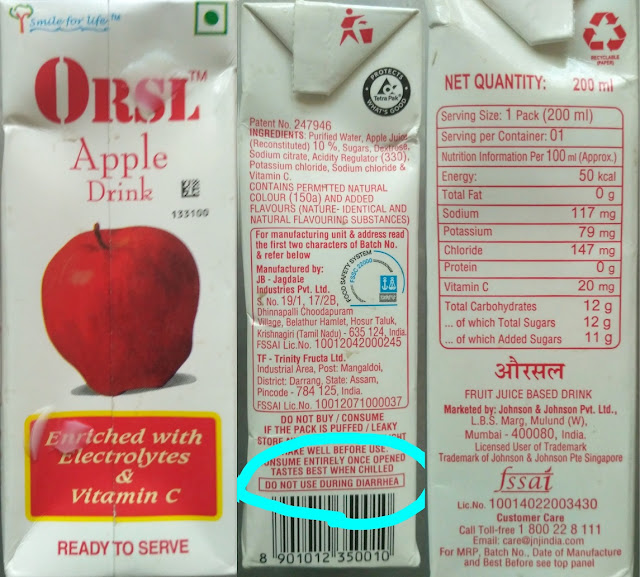 Smile for life™
ORSL™
Apple
Drink
133100
Enriched with
Electrolytes
&
Vitamin C
READY TO SERVE
PROTECTS
Tetra Pak®
WHAT'S GOOD
Patent No. 247946
INGREDIENTS: Purified Water, Apple Juice
(Reconstituted) 10 %, Sugars, Dextrose,
Sodium citrate, Acidity Regulator (330),
Potassium chloride, Sodium chloride &
Vitamin C.
CONTAINS PERMITTED NATURAL
COLOUR (150a) AND ADDED
FLAVOURS (NATURE- IDENTICAL AND
NATURAL FLAVOURING SUBSTANCES)
For manufacturing unit & address read
the first two characters of Batch No.
& refer below
Manufactured by:
JB - Jagdale
Industries Pvt. Ltd.
S. No. 19/1, 17/2B,
Dhinnapalli Choodapuram
Village, Belathur Hamlet, Hosur Taluk,
Krishnagiri (Tamil Nadu) - 635 124, India.
FSSAI Lic.No. 10012042000245
FOOD SAFETY SYSTEM
FSSC 22000
TF - Trinity Fructa Ltd.
Industrial Area, Post: Mangaldoi,
District: Darrang, State: Assam,
Pincode - 784 125, India.
FSSAI Lic.No. 10012071000037
DO NOT BUY / CONSUME
IF THE PACK IS PUFFED / LEAKY
STORE
WELL BEFORE USE.
CONSUME ENTIRELY ONCE OPENED
TASTES BEST WHEN CHILLED
DO NOT USE DURING DIARRHEA
8 901012 350010
RECYCLABLE
(PAPER)
NET QUANTITY: 200 ml
Serving Size: 1 Pack (200 ml)
Serving per Container: 01
Nutrition Information Per 100 ml (Approx.)
Energy: 50 kcal
Total Fat 0 g
Sodium 117 mg
Potassium 79 mg
Chloride 147 mg
Protein 0 g
Vitamin C 20 mg
Total Carbohydrates 12 g
... of which Total Sugars 12 g
... of which Added Sugars 11 g
औरसल
FRUIT JUICE BASED DRINK
Marketed by: Johnson & Johnson Pvt. Ltd.,
L.B.S. Marg, Mulund (W),
Mumbai - 400080, India.
Licensed User of Trademark
Trademark of Johnson & Johnson Pte Singapore
fssai
Lic.No. 10014022003430
Customer Care
Call Toll-free 1 800 22 8 111
Email: care@jnjindia.com
For MRP, Batch No., Date of Manufacture
and Best Before see top panel